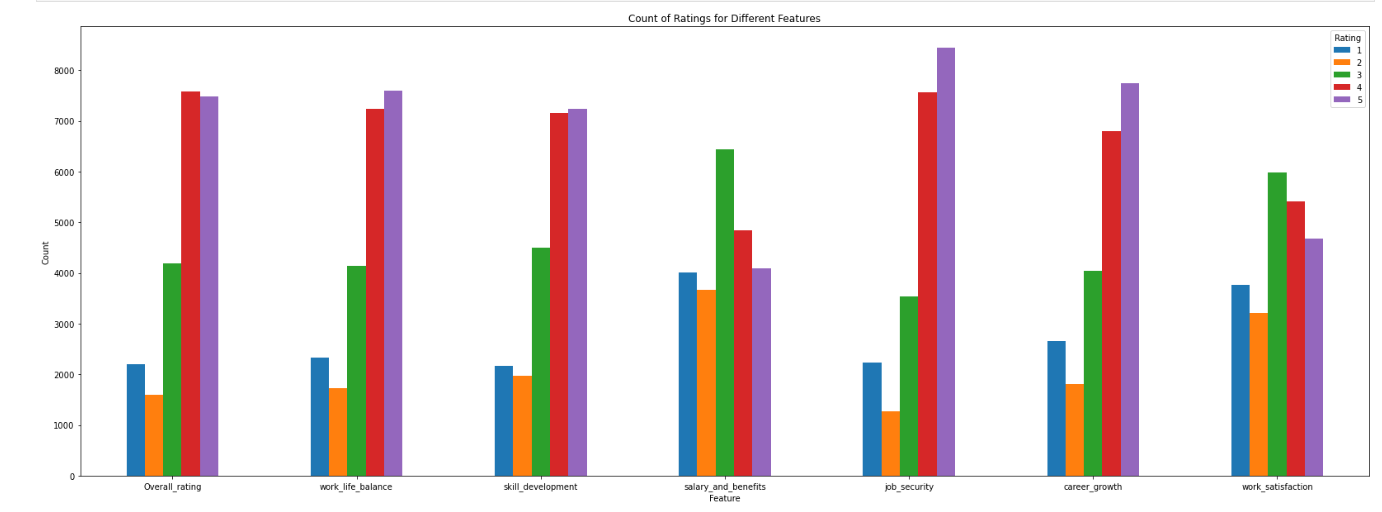 Count of Ratings for Different Features
Rating
1
2
3
4
5
8000
7000
6000
5000
4000
3000
2000
1000
0
Count
Overall_rating work_life_balance skill_development salary_and_benefits job_security career_growth work_satisfaction
Feature